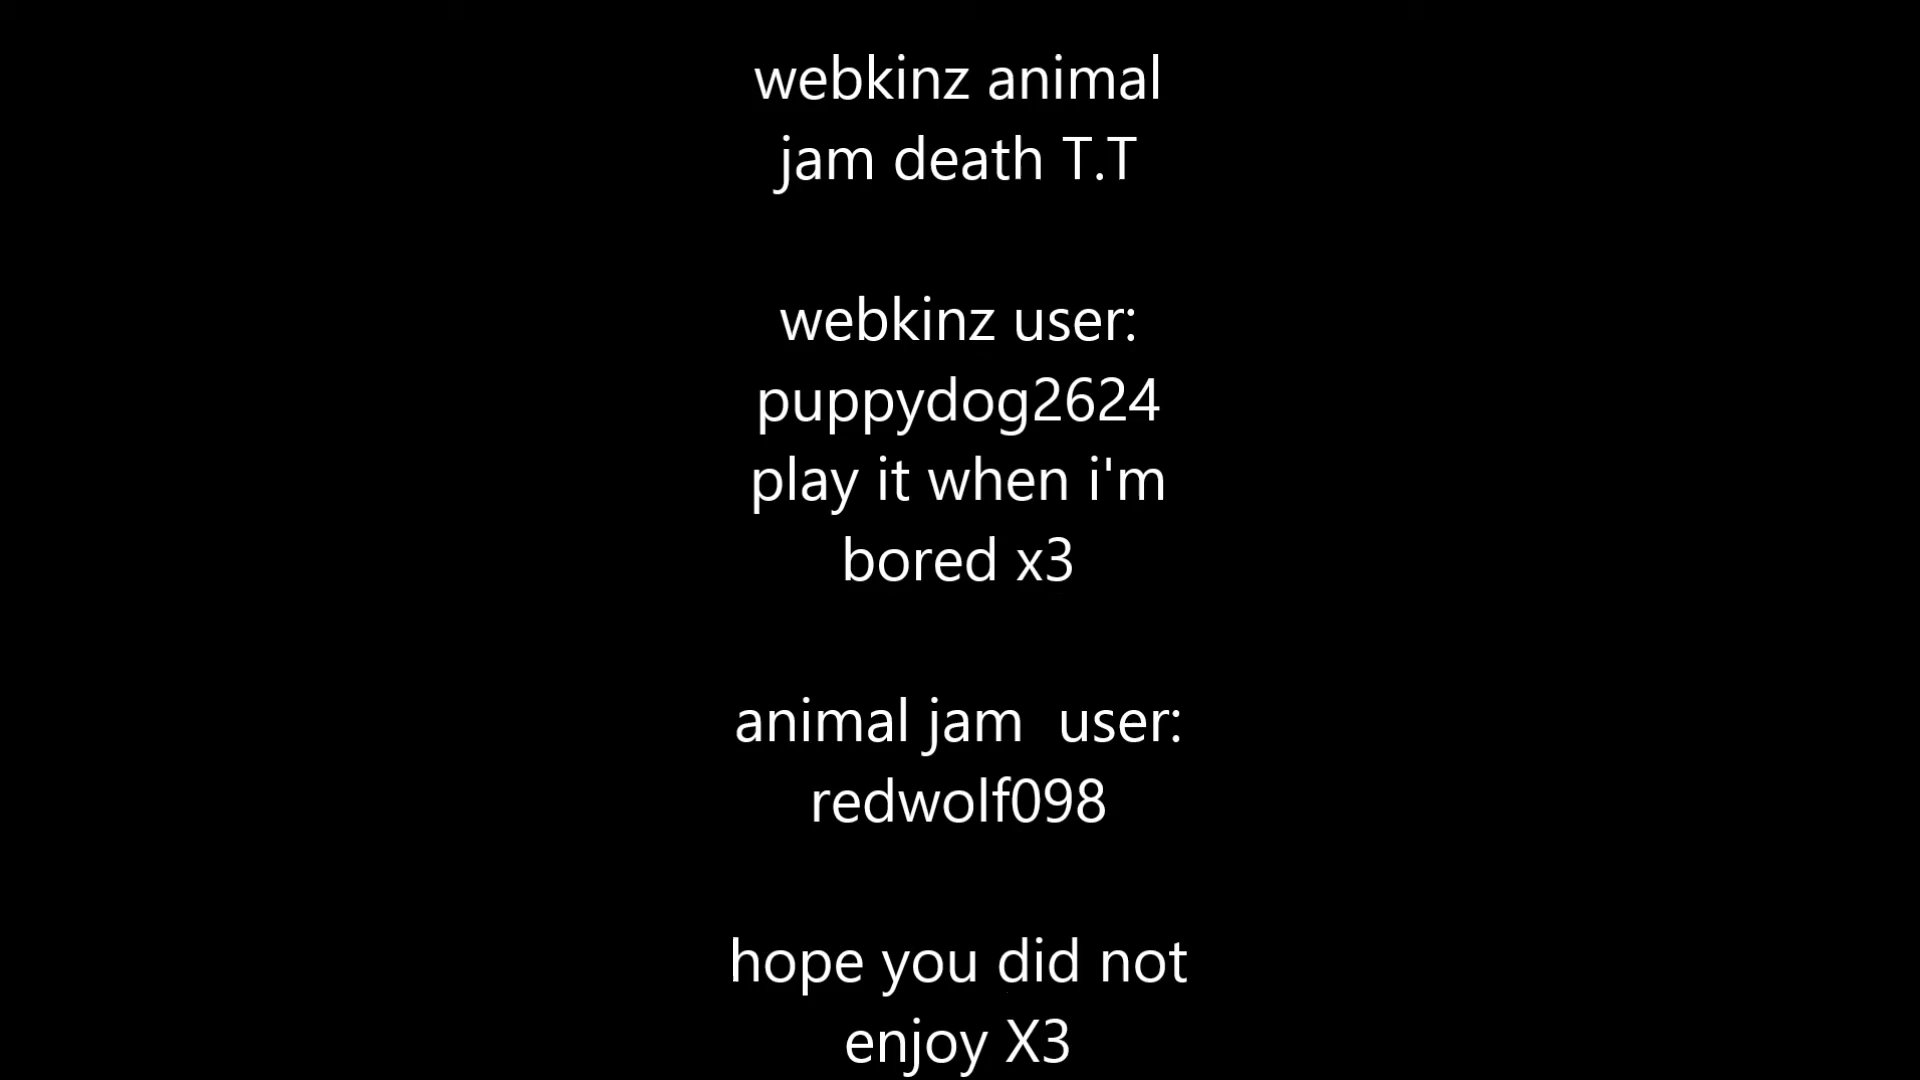 webkinz animal
jam death T.T
webkinz user:
puppydog2624
play it when i'm
bored x3
animal jam  user:
redwolf098
hope you did not
enjoy X3